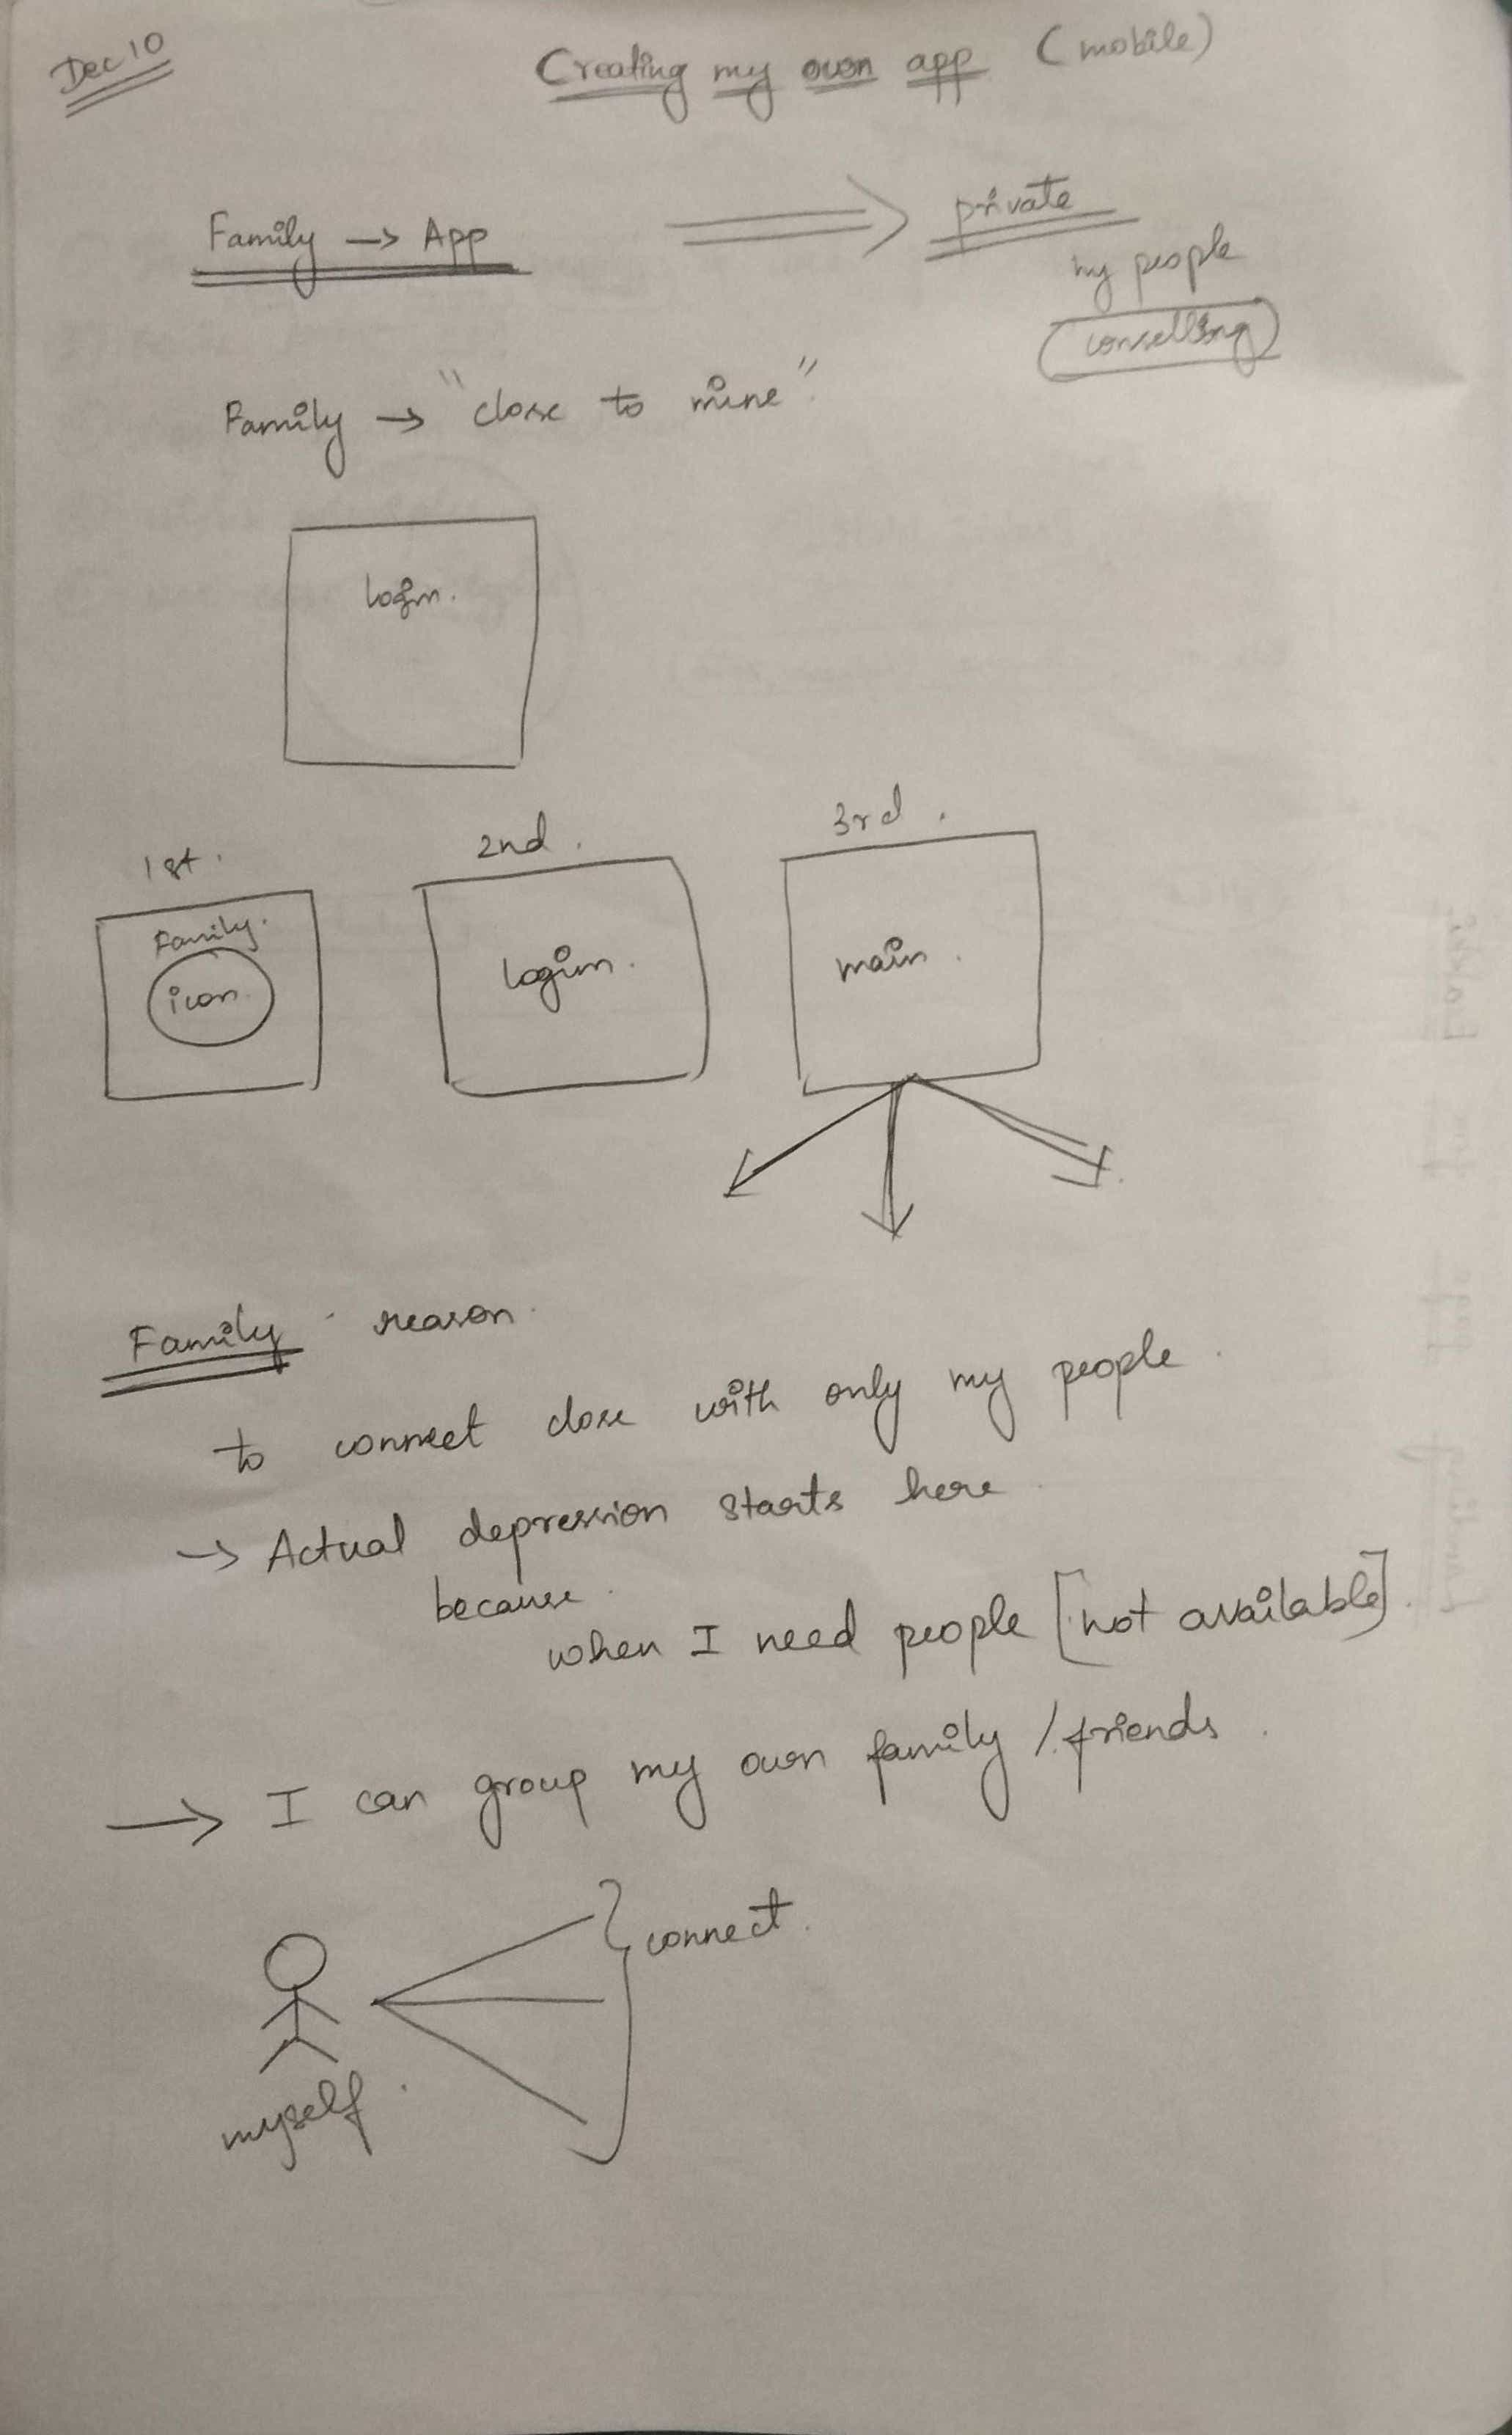 Dec 10
Creating my own app (mobile)
Family → App ⟹ private
my people
conselling
Family → "close to mine"
login.
1st. 2nd. 3rd.
Family.
icon. login. main.
Family reason.
to connect close with only my people.
→ Actual depression starts here
because.
when I need people [not available].
→ I can group my own family / friends.
connect.
myself.